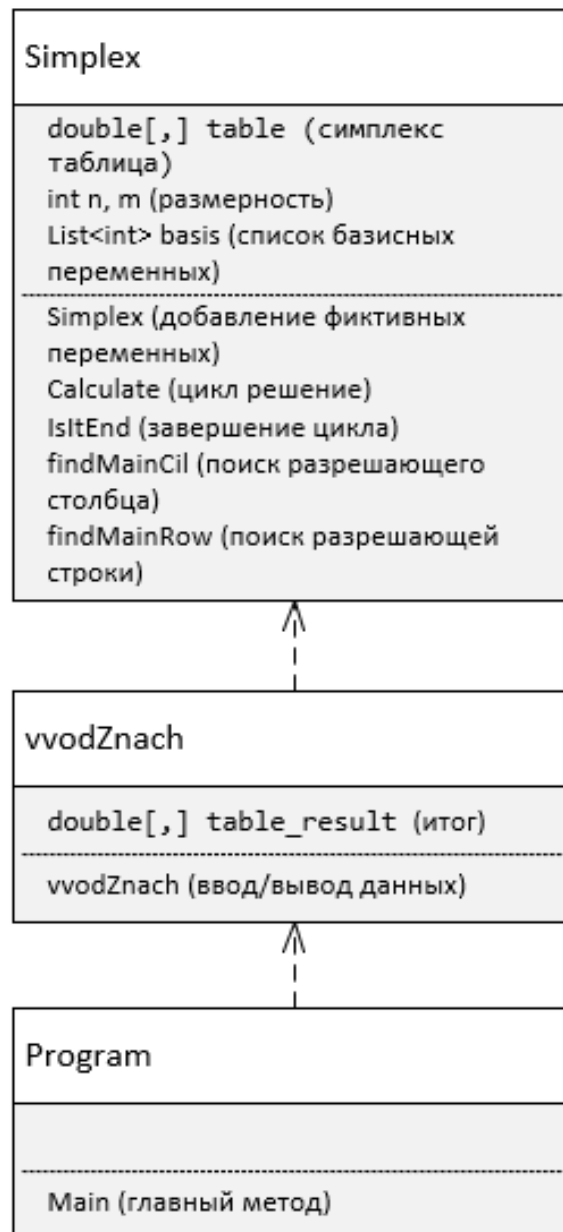 Simplex
double[,] table (симплекс
таблица)
int n, m (размерность)
List<int> basis (список базисных
переменных)
Simplex (добавление фиктивных
переменных)
Calculate (цикл решение)
IsItEnd (завершение цикла)
findMainCil (поиск разрешающего
столбца)
findMainRow (поиск разрешающей
строки)
vvodZnach
double[,] table_result (итог)
vvodZnach (ввод/вывод данных)
Program
Main (главный метод)